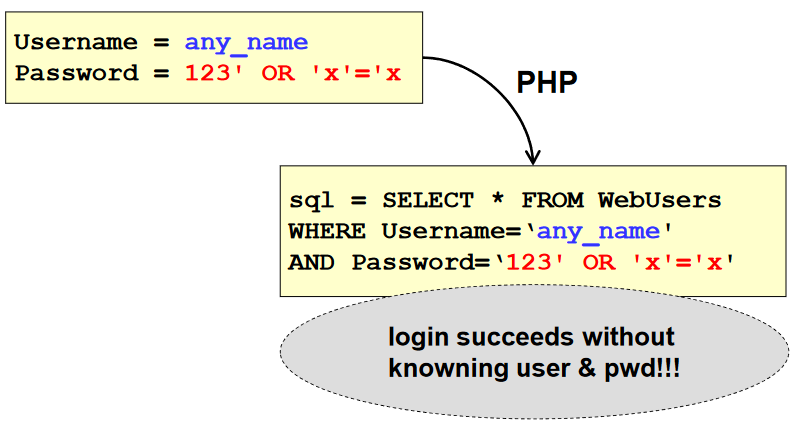 Username = any_name
Password = 123' OR 'x'='x
PHP
sql = SELECT * FROM WebUsers
WHERE Username=‘any_name'
AND Password=‘123' OR 'x'='x'
login succeeds without
knowning user & pwd!!!